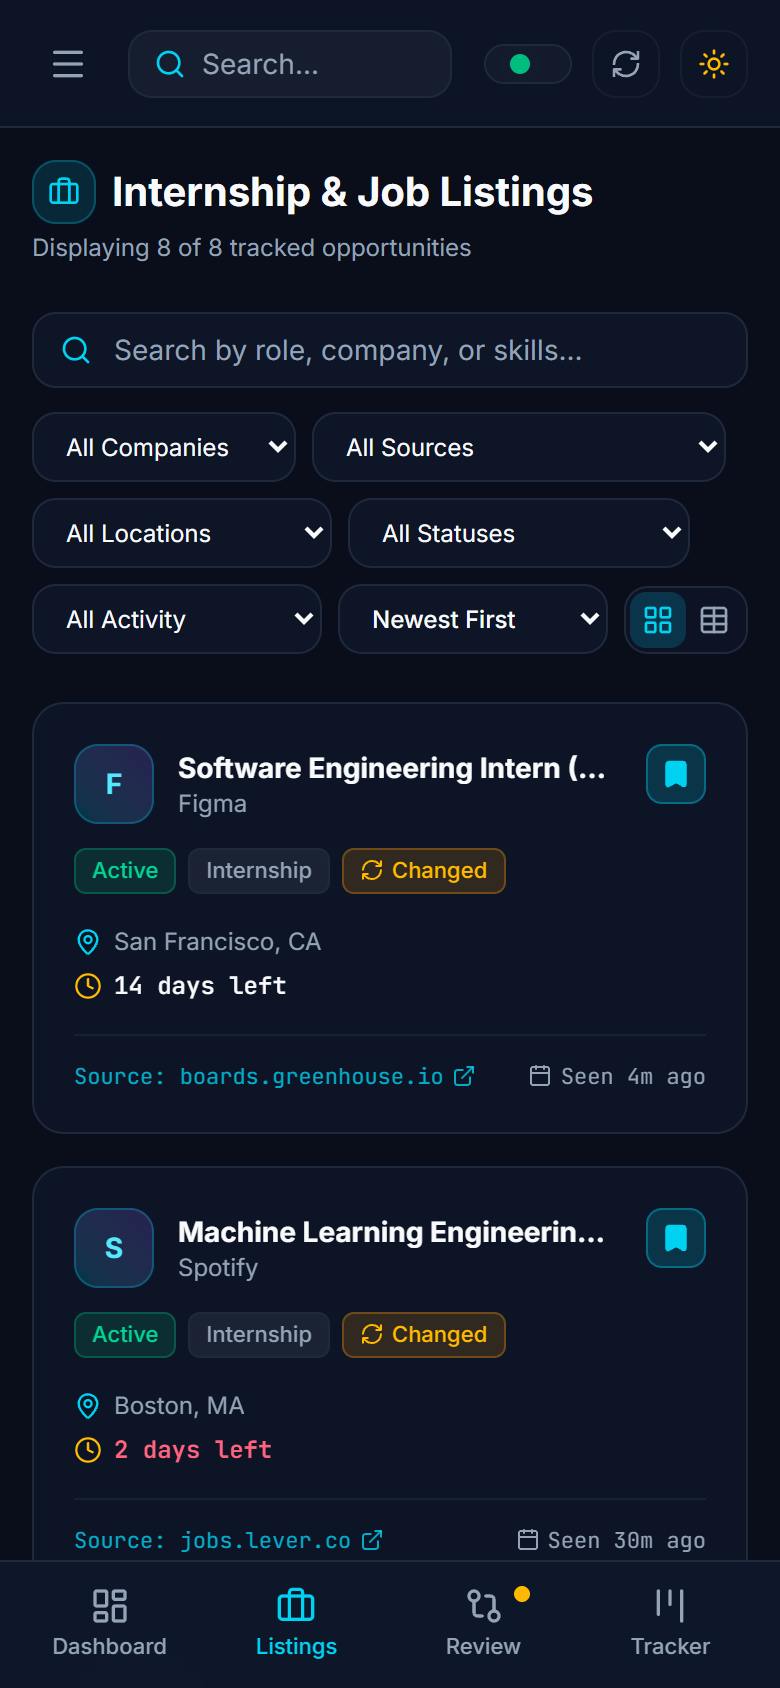 Search...
Internship & Job Listings
Displaying 8 of 8 tracked opportunities
Search by role, company, or skills...
All Companies
All Sources
All Locations
All Statuses
All Activity
Newest First
F
Software Engineering Intern (...
Figma
Active
Internship
Changed
San Francisco, CA
14 days left
Source: boards.greenhouse.io
Seen 4m ago
S
Machine Learning Engineerin...
Spotify
Active
Internship
Changed
Boston, MA
2 days left
Source: jobs.lever.co
Seen 30m ago
Dashboard
Listings
Review
Tracker